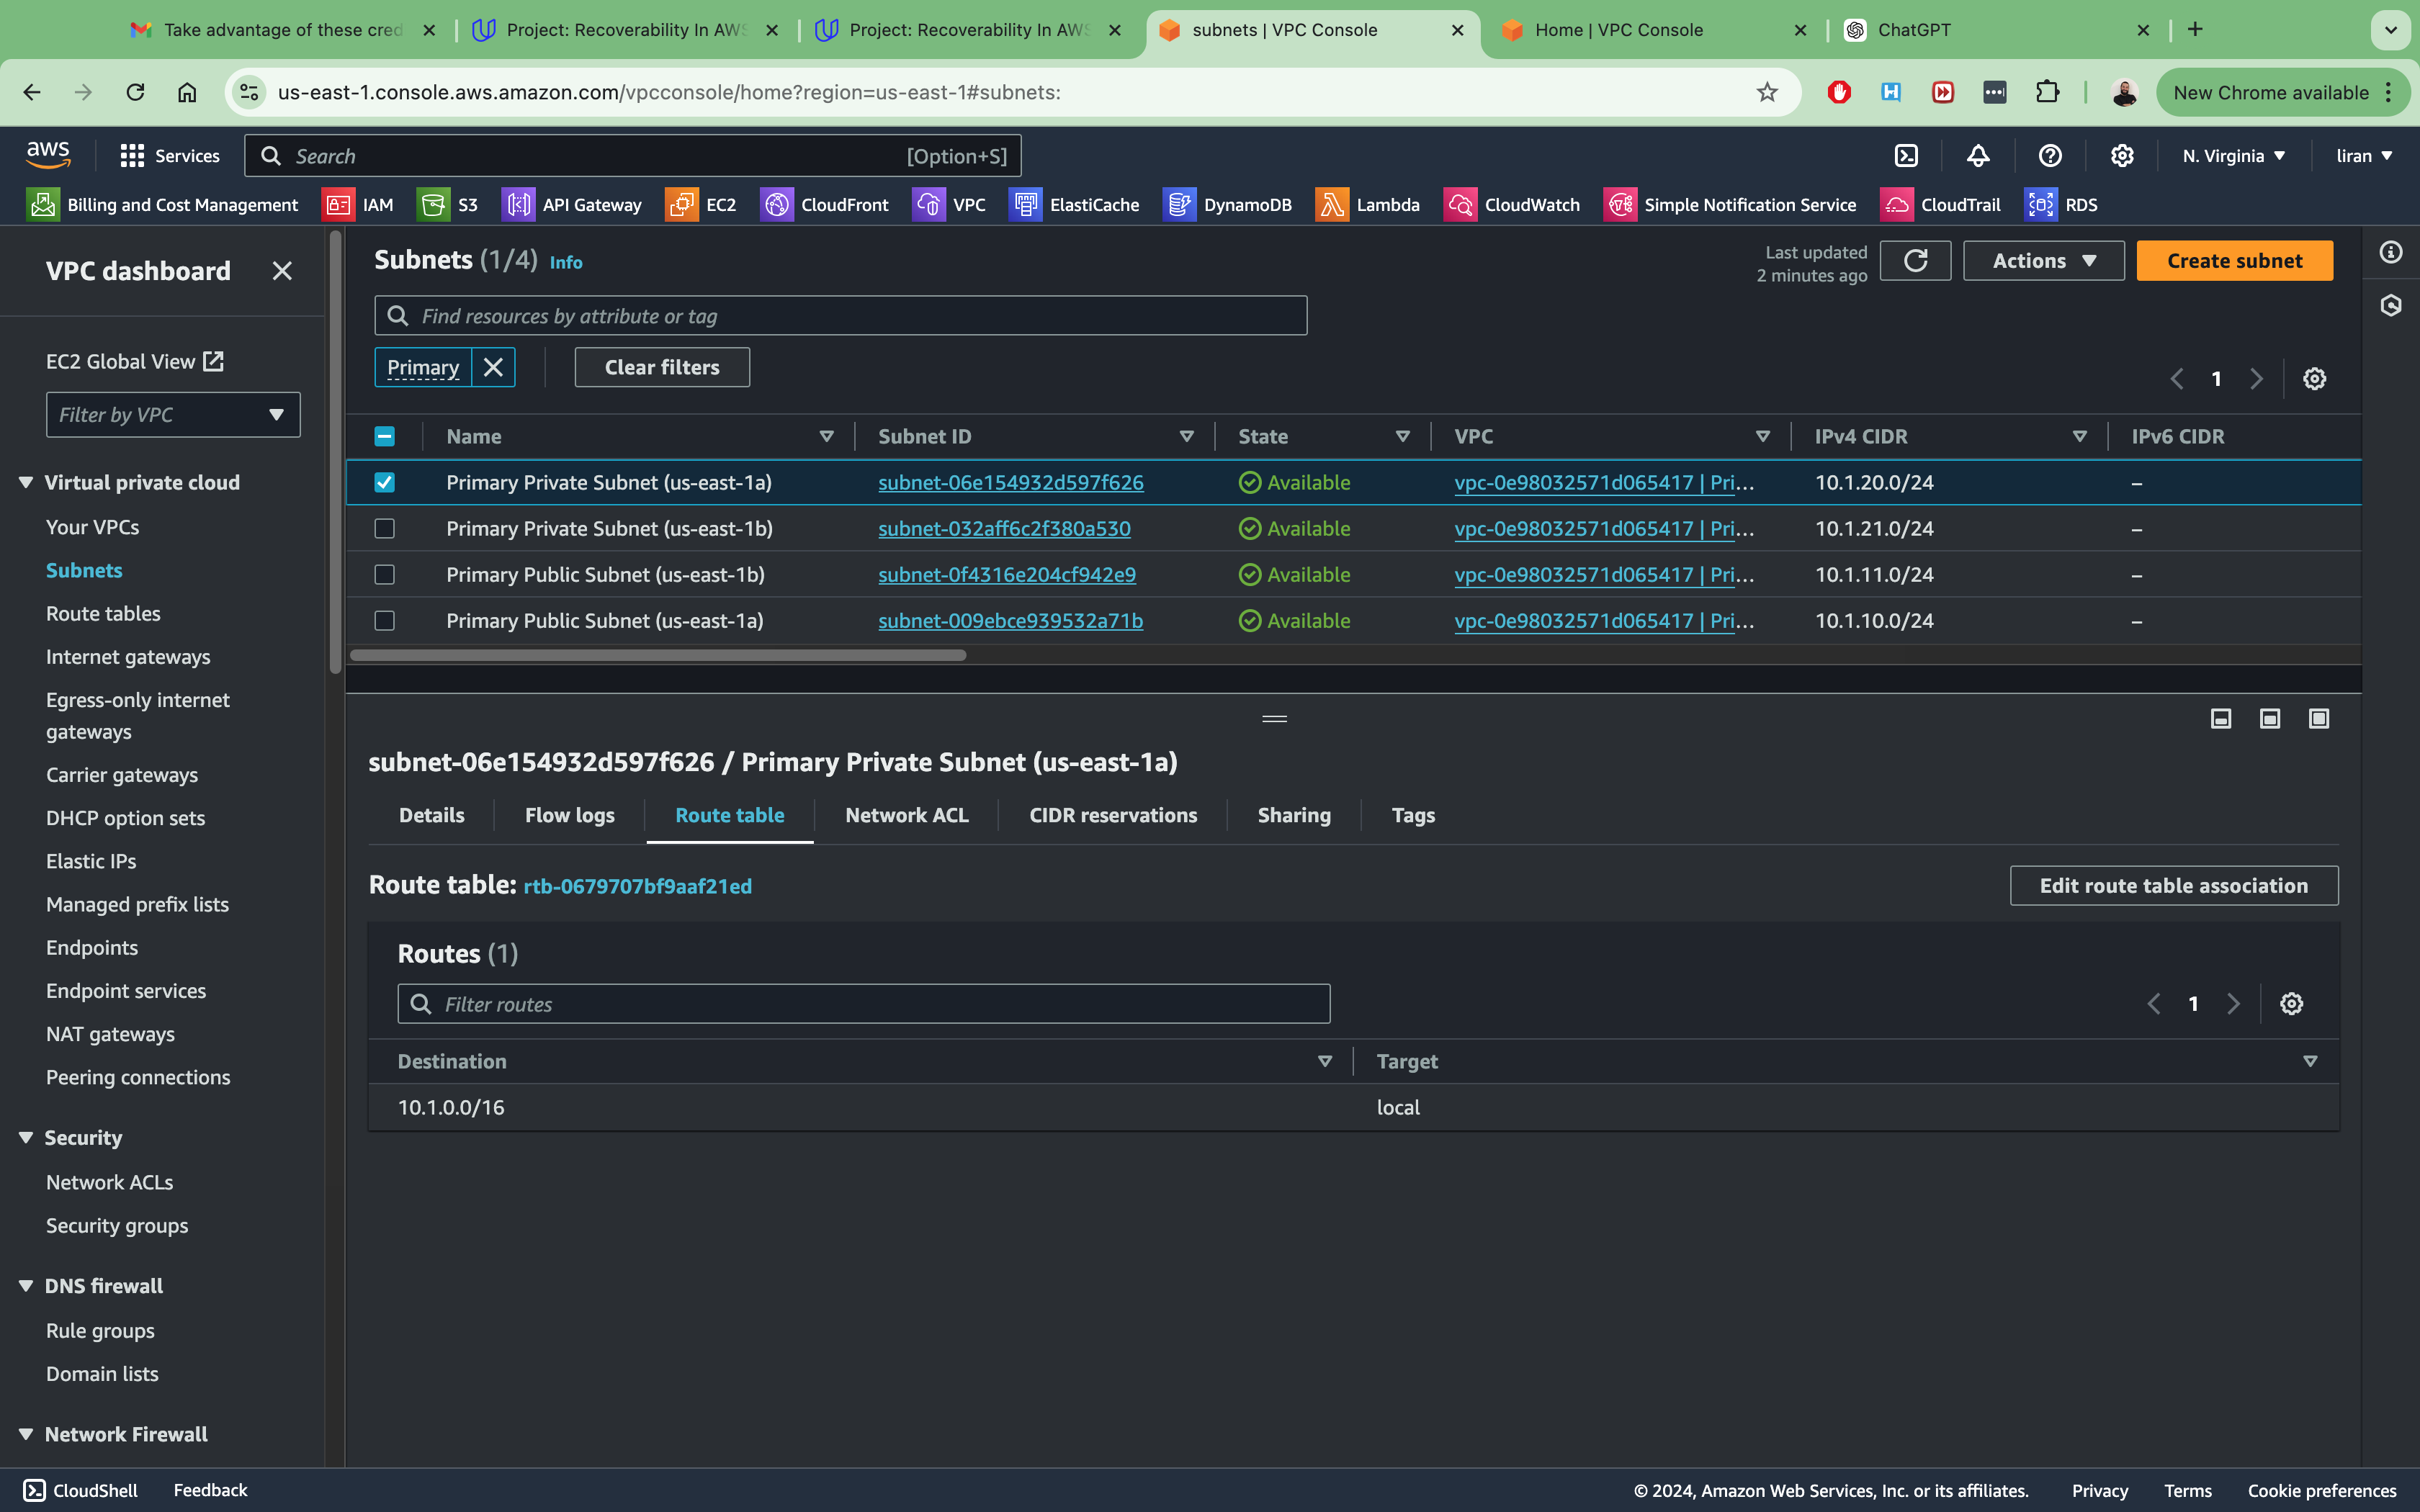 Take advantage of these cred
Project: Recoverability In AWS
Project: Recoverability In AWS
subnets | VPC Console
Home | VPC Console
ChatGPT
us-east-1.console.aws.amazon.com/vpcconsole/home?region=us-east-1#subnets:
New Chrome available
aws
Services
Search
[Option+S]
N. Virginia
liran
Billing and Cost Management
IAM
S3
API Gateway
EC2
CloudFront
VPC
ElastiCache
DynamoDB
Lambda
CloudWatch
Simple Notification Service
CloudTrail
RDS
VPC dashboard
EC2 Global View
Filter by VPC
Virtual private cloud
Your VPCs
Subnets
Route tables
Internet gateways
Egress-only internet
gateways
Carrier gateways
DHCP option sets
Elastic IPs
Managed prefix lists
Endpoints
Endpoint services
NAT gateways
Peering connections
Security
Network ACLs
Security groups
DNS firewall
Rule groups
Domain lists
Network Firewall
Subnets (1/4) Info
Last updated
2 minutes ago
Actions
Create subnet
Find resources by attribute or tag
Primary
Clear filters
1
Name Subnet ID State VPC IPv4 CIDR IPv6 CIDR
Primary Private Subnet (us-east-1a) subnet-06e154932d597f626 Available vpc-0e98032571d065417 | Pri... 10.1.20.0/24 –
Primary Private Subnet (us-east-1b) subnet-032aff6c2f380a530 Available vpc-0e98032571d065417 | Pri... 10.1.21.0/24 –
Primary Public Subnet (us-east-1b) subnet-0f4316e204cf942e9 Available vpc-0e98032571d065417 | Pri... 10.1.11.0/24 –
Primary Public Subnet (us-east-1a) subnet-009ebce939532a71b Available vpc-0e98032571d065417 | Pri... 10.1.10.0/24 –
subnet-06e154932d597f626 / Primary Private Subnet (us-east-1a)
Details
Flow logs
Route table
Network ACL
CIDR reservations
Sharing
Tags
Route table: rtb-0679707bf9aaf21ed
Edit route table association
Routes (1)
Filter routes
1
Destination Target
10.1.0.0/16 local
CloudShell
Feedback
© 2024, Amazon Web Services, Inc. or its affiliates.
Privacy
Terms
Cookie preferences